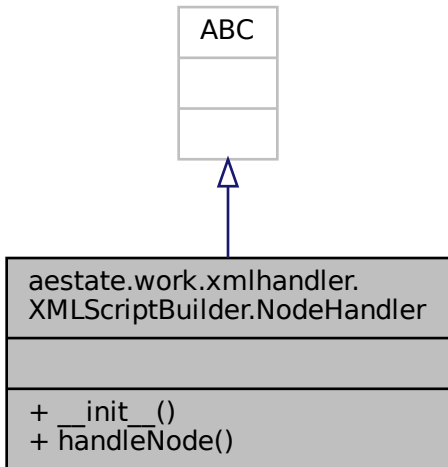 ABC
aestate.work.xmlhandler.
XMLScriptBuilder.NodeHandler
+ __init__()
+ handleNode()